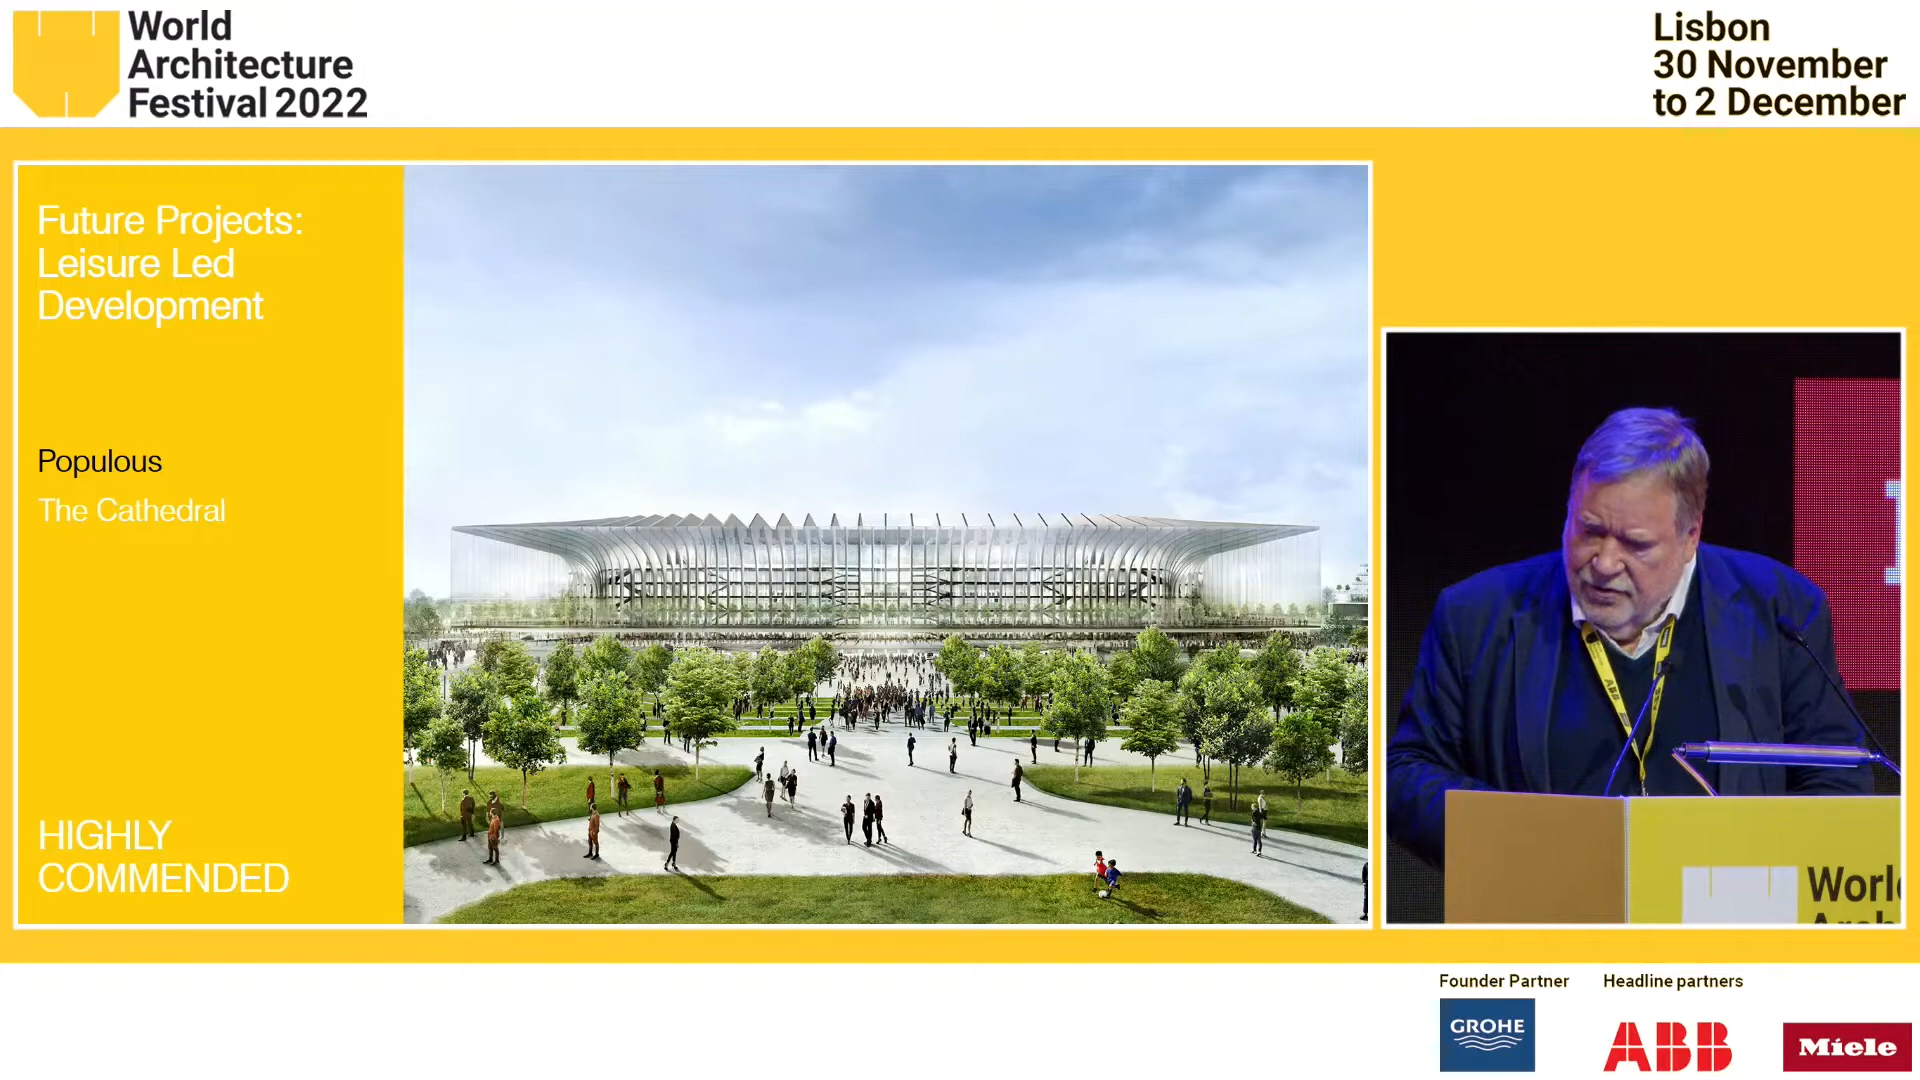 World
Architecture
Festival 2022
Lisbon
30 November
to 2 December
Future Projects:
Leisure Led
Development
Populous
The Cathedral
HIGHLY
COMMENDED
ABB
Founder Partner
Headline partners
GROHE
ABB
Miele